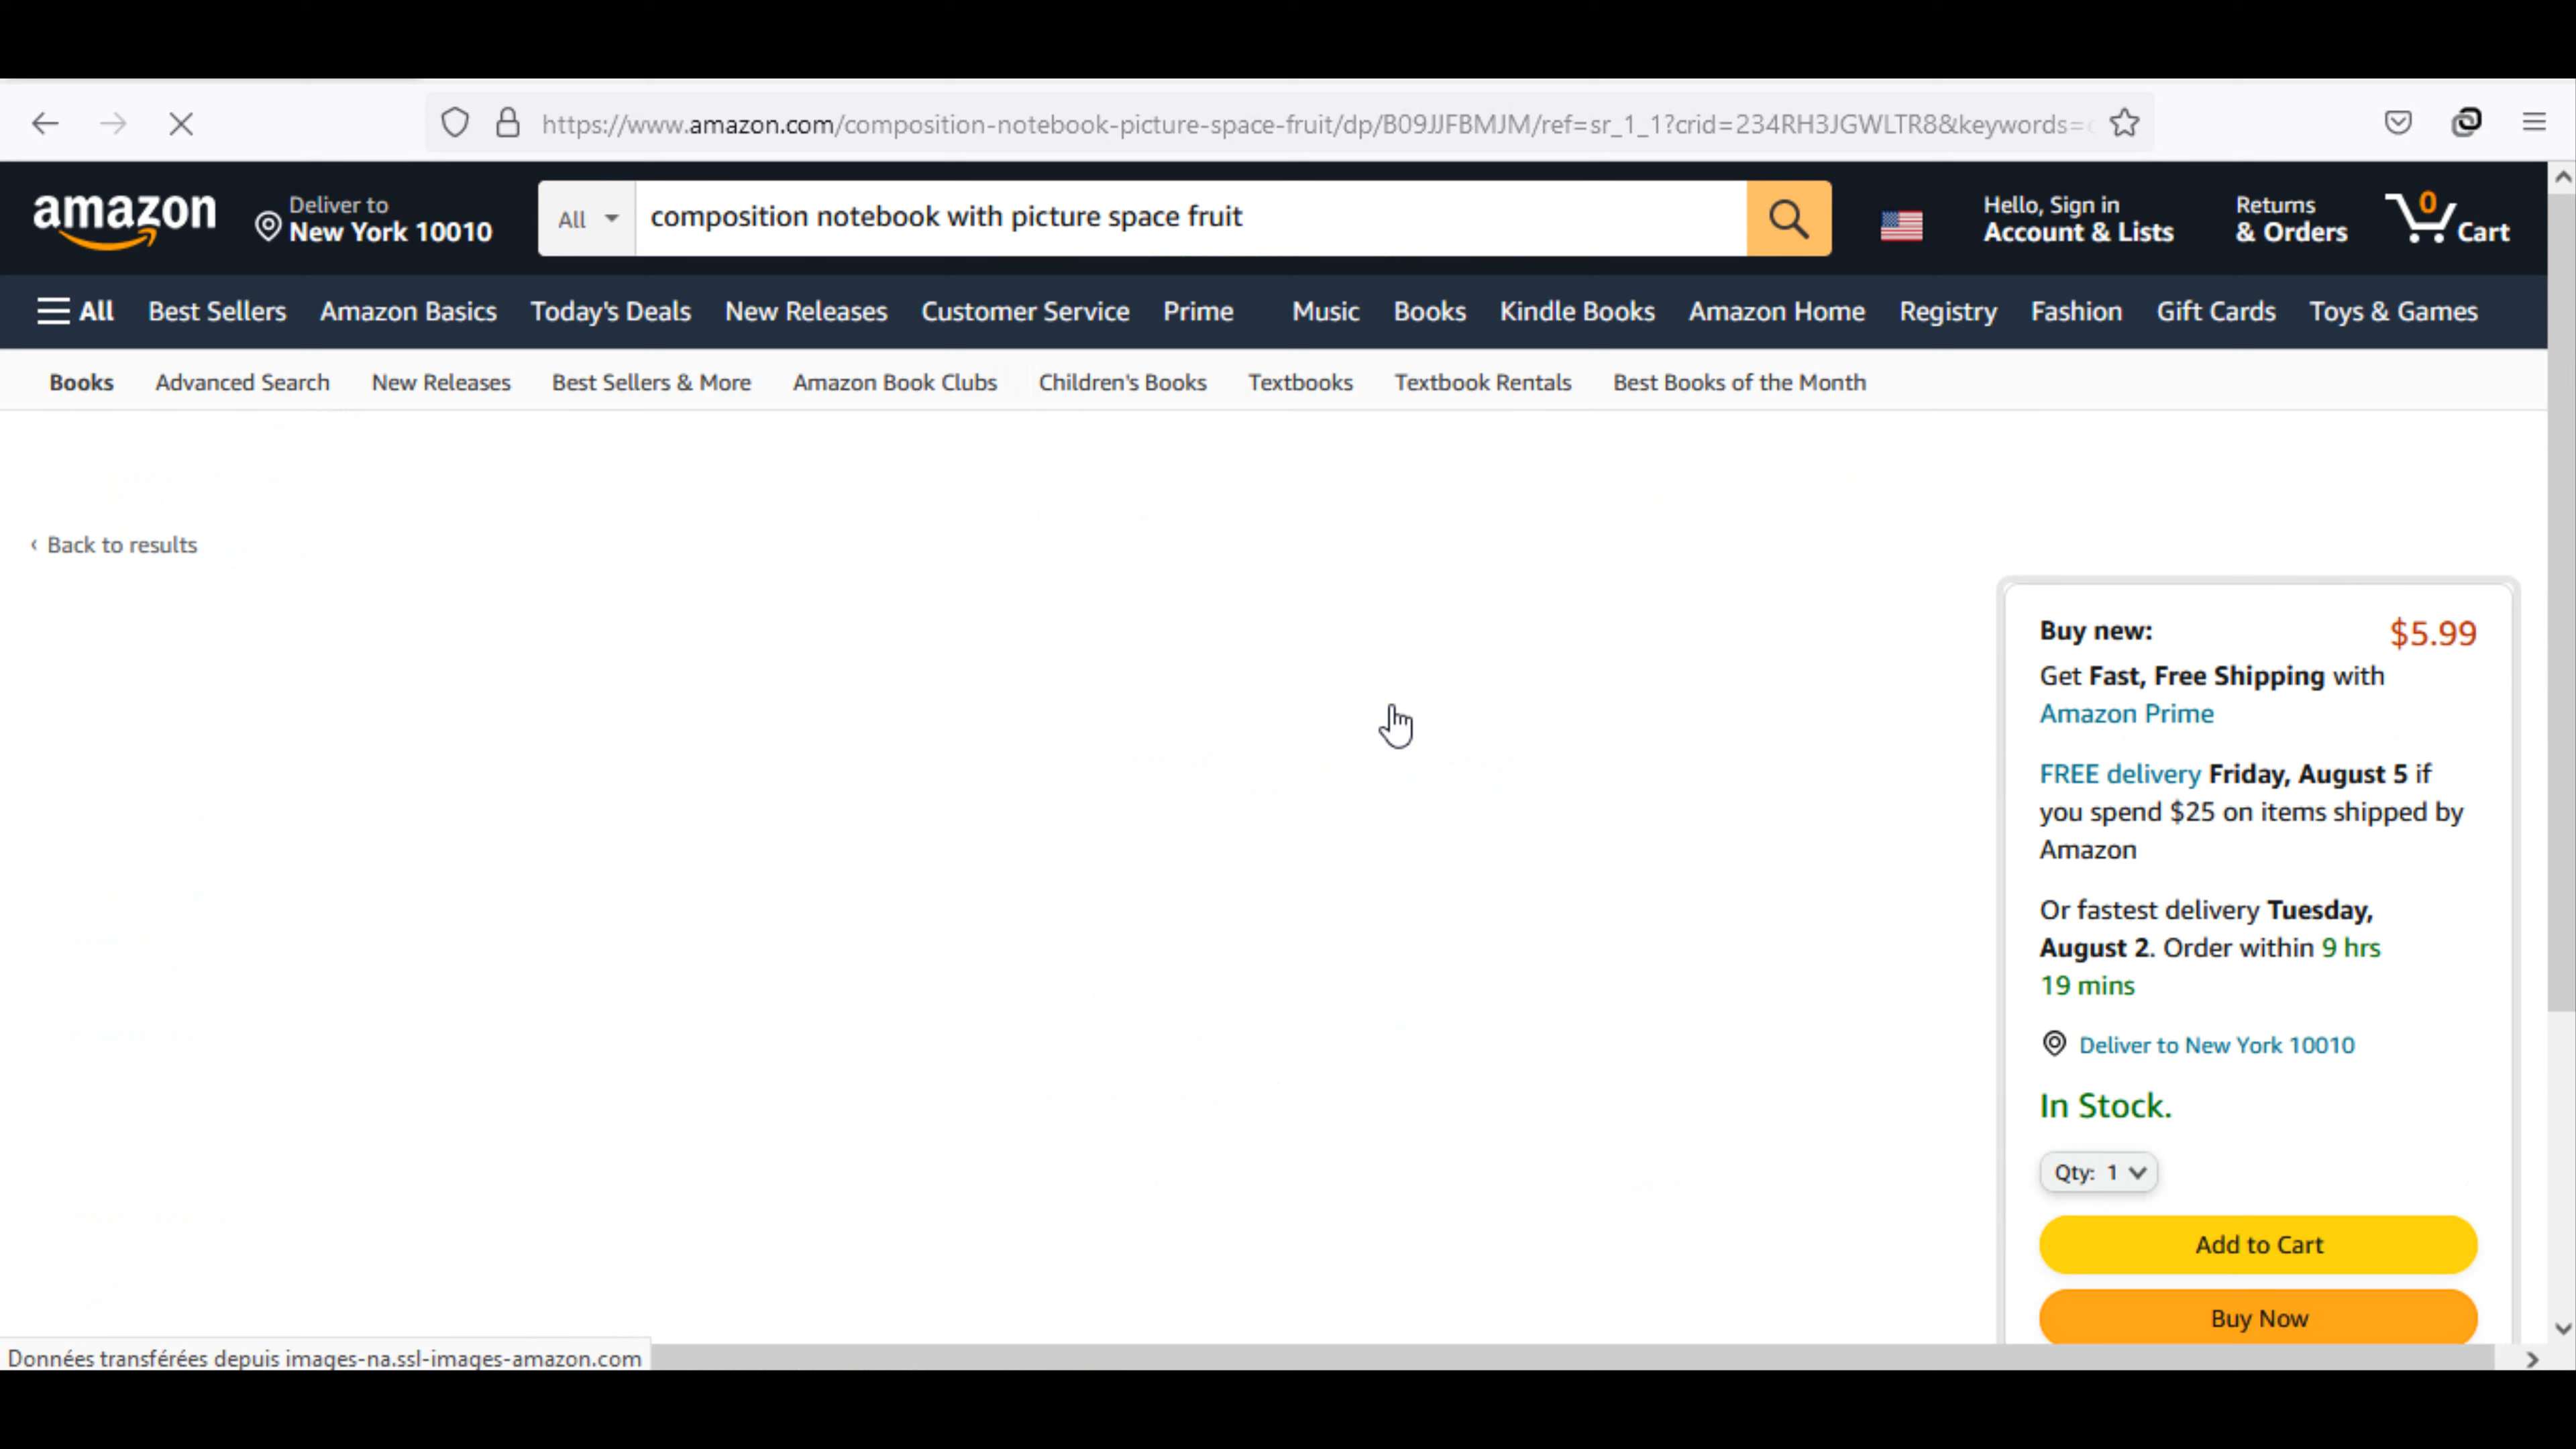 https://www.amazon.com/composition-notebook-picture-space-fruit/dp/B09JJFBMJM/ref=sr_1_1?crid=234RH3JGWLTR8&keywords=
amazon
Deliver to
New York 10010
All
composition notebook with picture space fruit
Hello, Sign in
Account & Lists
Returns
& Orders
0
Cart
All Best Sellers Amazon Basics Today's Deals New Releases Customer Service Prime Music Books Kindle Books Amazon Home Registry Fashion Gift Cards Toys & Games
Books Advanced Search New Releases Best Sellers & More Amazon Book Clubs Children's Books Textbooks Textbook Rentals Best Books of the Month
‹ Back to results
Buy new: $5.99
Get Fast, Free Shipping with
Amazon Prime
FREE delivery Friday, August 5 if
you spend $25 on items shipped by
Amazon
Or fastest delivery Tuesday,
August 2. Order within 9 hrs
19 mins
Deliver to New York 10010
In Stock.
Qty: 1
Add to Cart
Buy Now
Données transférées depuis images-na.ssl-images-amazon.com